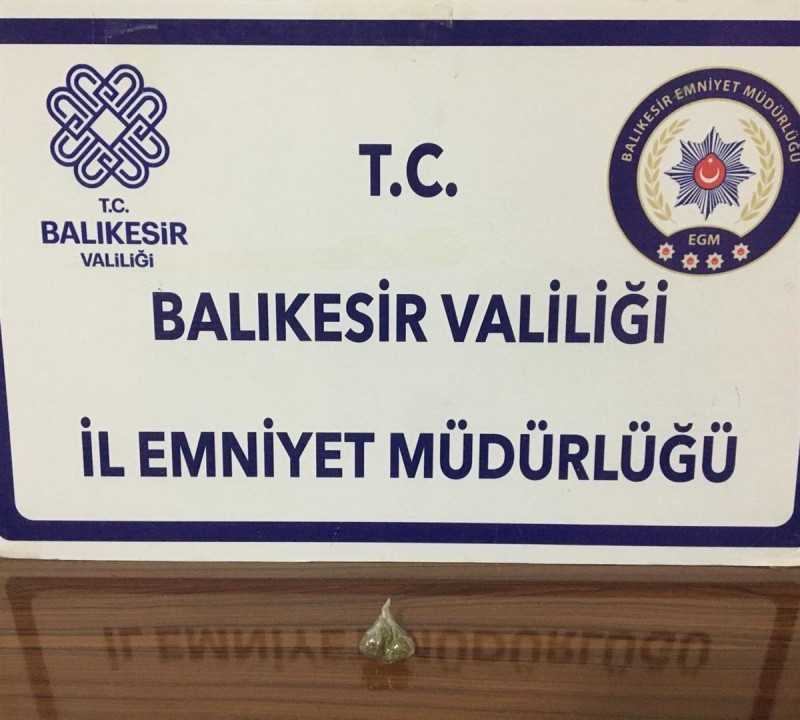 T.C.
BALIKESİR
VALİLİĞİ
BALIKESİR EMNİYET MÜDÜRLÜĞÜ
EGM
T.C.
BALIKESİR VALİLİĞİ
İL EMNİYET MÜDÜRLÜĞÜ